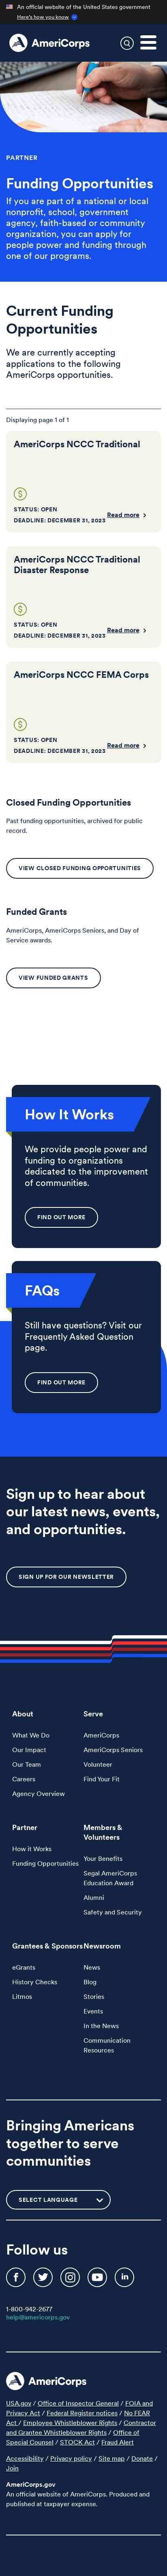 An official website of the United States government
Here's how you know
AmeriCorps
PARTNER
Funding Opportunities
If you are part of a national or local
nonprofit, school, government
agency, faith-based or community
organization, you can apply for
people power and funding through
one of our programs.
Current Funding
Opportunities
We are currently accepting
applications to the following
AmeriCorps opportunities.
Displaying page 1 of 1
AmeriCorps NCCC Traditional
STATUS: OPEN
DEADLINE: DECEMBER 31, 2023
Read more
AmeriCorps NCCC Traditional
Disaster Response
STATUS: OPEN
DEADLINE: DECEMBER 31, 2023
Read more
AmeriCorps NCCC FEMA Corps
STATUS: OPEN
DEADLINE: DECEMBER 31, 2023
Read more
Closed Funding Opportunities
Past funding opportunities, archived for public
record.
VIEW CLOSED FUNDING OPPORTUNITIES
Funded Grants
AmeriCorps, AmeriCorps Seniors, and Day of
Service awards.
VIEW FUNDED GRANTS
How It Works
We provide people power and
funding to organizations
dedicated to the improvement
of communities.
FIND OUT MORE
FAQs
Still have questions? Visit our
Frequently Asked Question
page.
FIND OUT MORE
Sign up to hear about
our latest news, events,
and opportunities.
SIGN UP FOR OUR NEWSLETTER
About
What We Do
Our Impact
Our Team
Careers
Agency Overview
Serve
AmeriCorps
AmeriCorps Seniors
Volunteer
Find Your Fit
Partner
How it Works
Funding Opportunities
Members &
Volunteers
Your Benefits
Segal AmeriCorps
Education Award
Alumni
Safety and Security
Grantees & Sponsors
eGrants
History Checks
Litmos
Newsroom
News
Blog
Stories
Events
In the News
Communication
Resources
Bringing Americans
together to serve
communities
SELECT LANGUAGE
Follow us
1-800-942-2677
help@americorps.gov
AmeriCorps
USA.gov / Office of Inspector General / FOIA and
Privacy Act / Federal Register notices / No FEAR
Act / Employee Whistleblower Rights / Contractor
and Grantee Whistleblower Rights / Office of
Special Counsel / STOCK Act / Fraud Alert
Accessibility / Privacy policy / Site map / Donate /
Join
AmeriCorps.gov
An official website of AmeriCorps. Produced and
published at taxpayer expense.